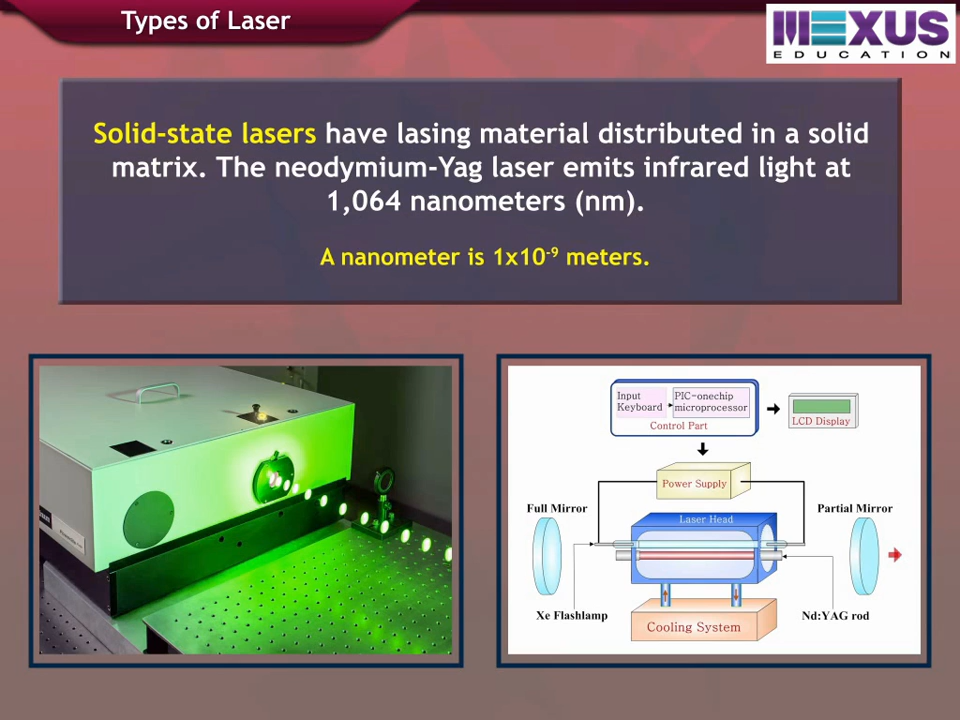 Types of Laser
MEXUS
EDUCATION
Solid-state lasers have lasing material distributed in a solid
matrix. The neodymium-Yag laser emits infrared light at
1,064 nanometers (nm).
A nanometer is 1x10⁻⁹ meters.
Input
Keyboard
PIC-onechip
microprocessor
Control Part
LCD Display
Power Supply
Full Mirror
Partial Mirror
Laser Head
Xe Flashlamp
Nd:YAG rod
Cooling System